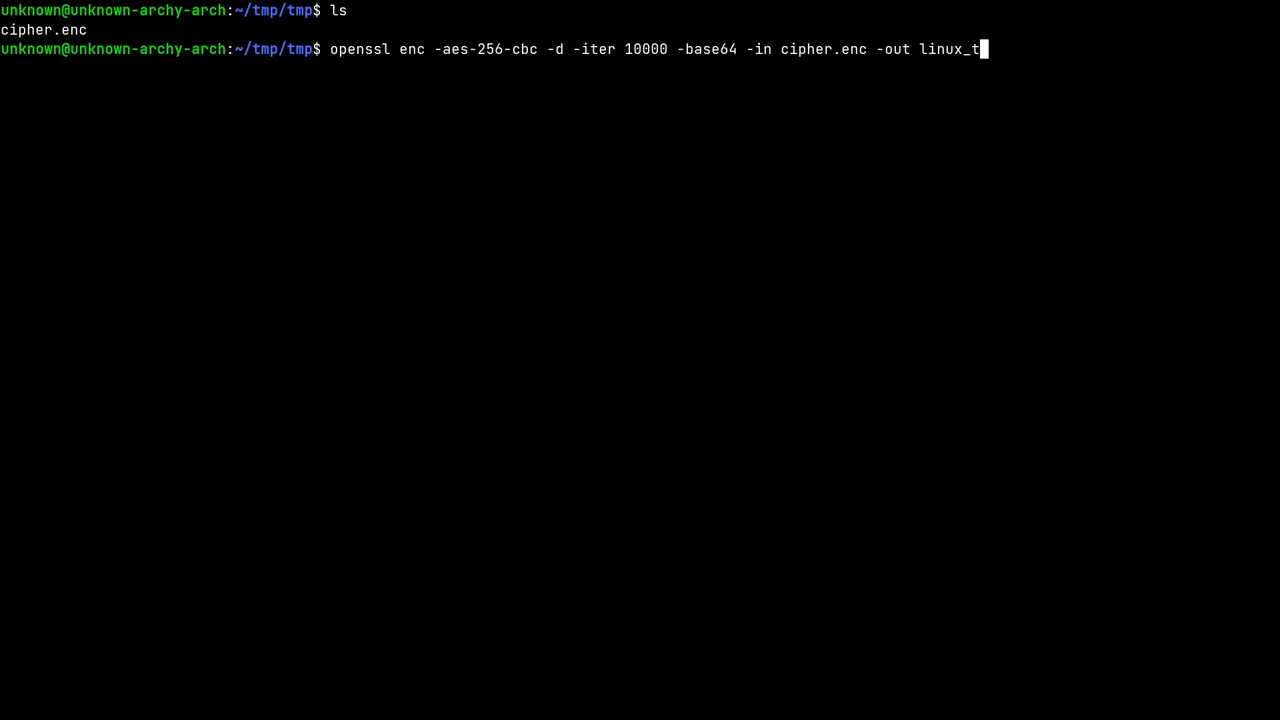 unknown@unknown-archy-arch:~/tmp/tmp$ ls
cipher.enc
unknown@unknown-archy-arch:~/tmp/tmp$ openssl enc -aes-256-cbc -d -iter 10000 -base64 -in cipher.enc -out linux_t